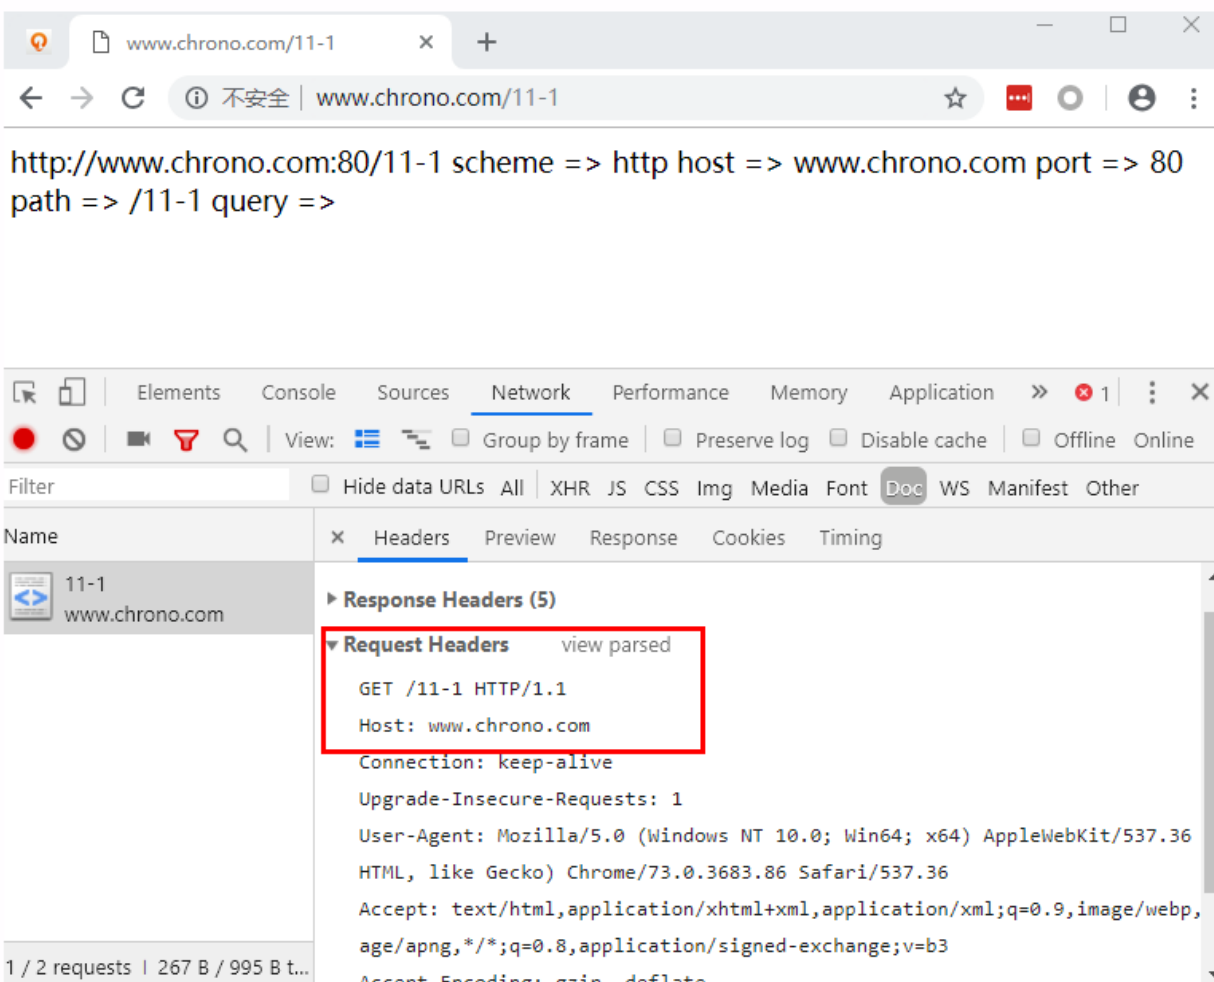 www.chrono.com/11-1
不安全 www.chrono.com/11-1
http://www.chrono.com:80/11-1 scheme => http host => www.chrono.com port => 80
path => /11-1 query =>
Elements Console Sources Network Performance Memory Application » 1
View: Group by frame Preserve log Disable cache Offline Online
Filter Hide data URLs All XHR JS CSS Img Media Font Doc WS Manifest Other
Name Headers Preview Response Cookies Timing
11-1
www.chrono.com
Response Headers (5)
Request Headers view parsed
GET /11-1 HTTP/1.1
Host: www.chrono.com
Connection: keep-alive
Upgrade-Insecure-Requests: 1
User-Agent: Mozilla/5.0 (Windows NT 10.0; Win64; x64) AppleWebKit/537.36
HTML, like Gecko) Chrome/73.0.3683.86 Safari/537.36
Accept: text/html,application/xhtml+xml,application/xml;q=0.9,image/webp,
age/apng,*/*;q=0.8,application/signed-exchange;v=b3
Accept-Encoding: gzip, deflate
1 / 2 requests | 267 B / 995 B t...